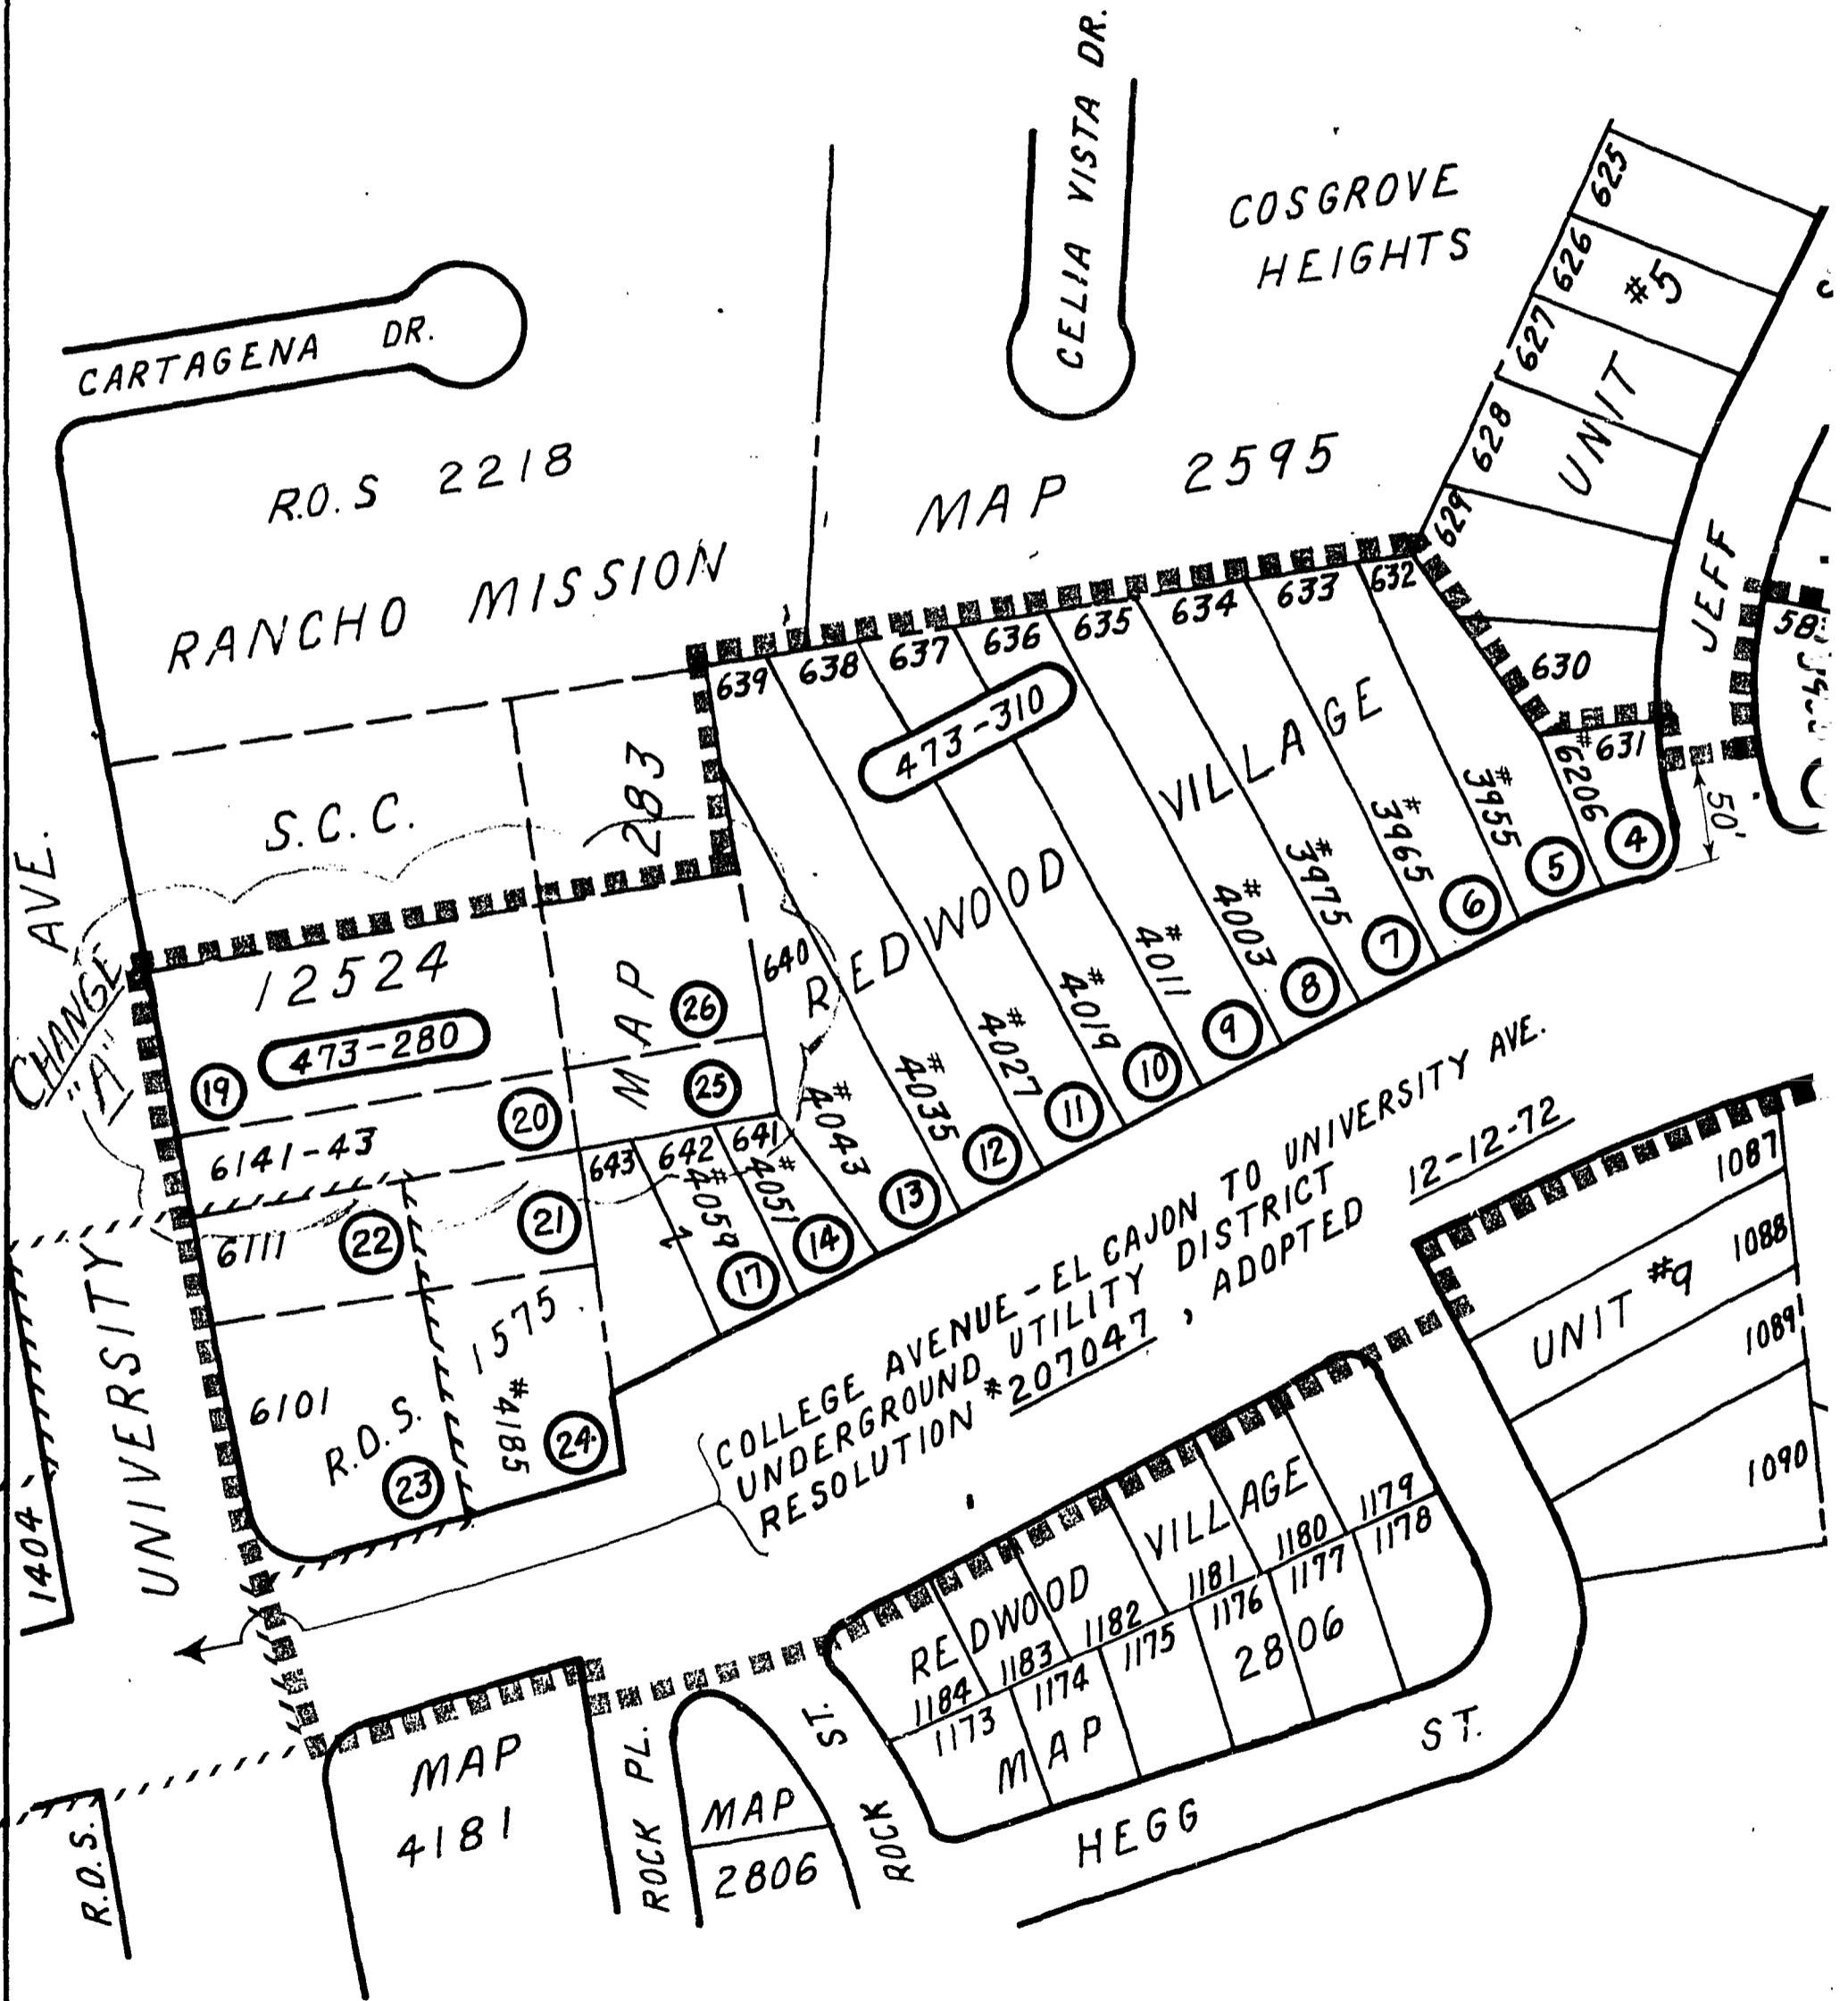 CELIA VISTA DR.
COSGROVE
HEIGHTS
625
626
627
628
629
#5
UNIT
CARTAGENA DR.
R.O.S 2218
MAP 2595
RANCHO MISSION
JEFF
639
638
637
636
635
634
633
632
630
#631
58
473-310
REDWOOD VILLAGE
S.C.C.
283
#6206
#3955
#3965
#3975
#4003
#4011
#4019
#4027
#4035
#4043
#4051
#4059
4
5
6
7
8
9
10
11
12
13
14
17
50'
UNIVERSITY AVE.
CHANGE
"A"
12524
473-280
MAP
640
26
25
19
20
6141-43
643
642
641
6111
22
21
6101
R.O.S. 1575
#4185
23
24
1404
COLLEGE AVENUE - EL CAJON TO UNIVERSITY AVE.
UNDERGROUND UTILITY DISTRICT
RESOLUTION #207047, ADOPTED 12-12-72
1087
1088
1089
1090
UNIT #9
REDWOOD VILLAGE
1184
1183
1182
1181
1180
1179
1173
1174
1175
1176
1177
1178
MAP 2806
MAP
4181
ROCK PL.
MAP
2806
ROCK ST.
HEGG ST.
R.O.S.